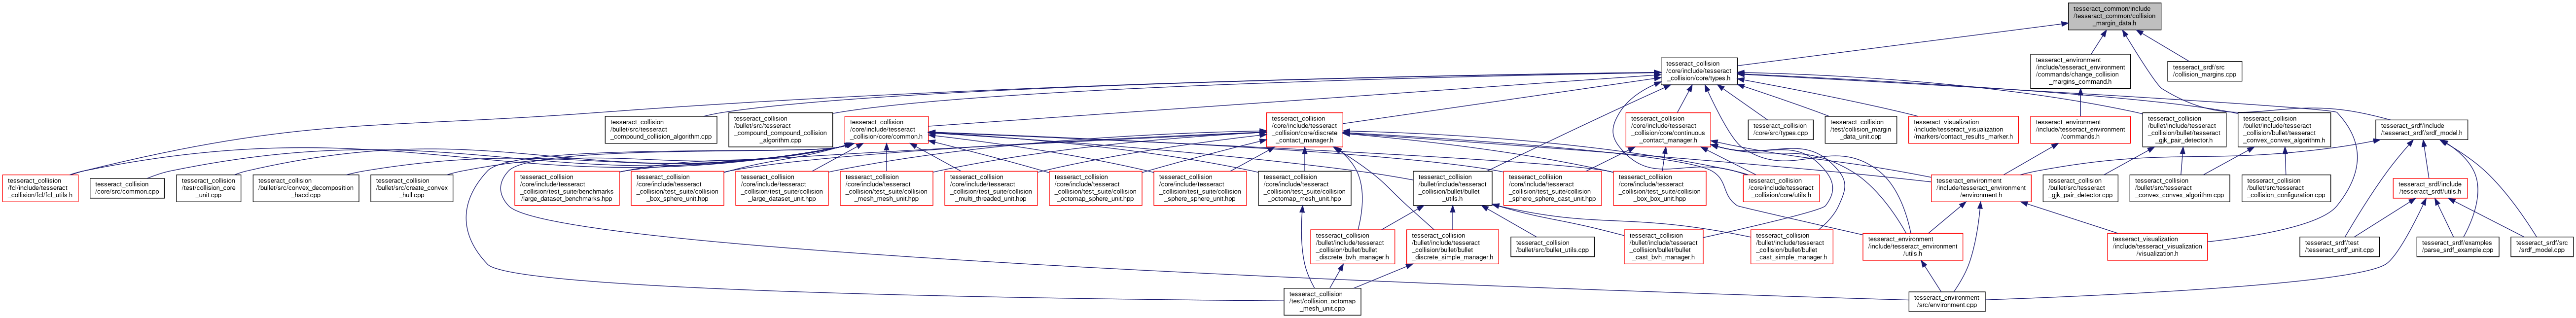 tesseract_common/include
/tesseract_common/collision
_margin_data.h
tesseract_collision
/core/include/tesseract
_collision/core/types.h
tesseract_environment
/include/tesseract_environment
/commands/change_collision
_margins_command.h
tesseract_srdf/src
/collision_margins.cpp
tesseract_collision
/bullet/src/tesseract
_compound_collision_algorithm.cpp
tesseract_collision
/bullet/src/tesseract
_compound_compound_collision
_algorithm.cpp
tesseract_collision
/core/include/tesseract
_collision/core/common.h
tesseract_collision
/core/include/tesseract
_collision/core/discrete
_contact_manager.h
tesseract_collision
/core/include/tesseract
_collision/core/continuous
_contact_manager.h
tesseract_collision
/core/src/types.cpp
tesseract_collision
/test/collision_margin
_data_unit.cpp
tesseract_visualization
/include/tesseract_visualization
/markers/contact_results_marker.h
tesseract_environment
/include/tesseract_environment
/commands.h
tesseract_collision
/bullet/include/tesseract
_collision/bullet/tesseract
_gjk_pair_detector.h
tesseract_collision
/bullet/include/tesseract
_collision/bullet/tesseract
_convex_convex_algorithm.h
tesseract_srdf/include
/tesseract_srdf/srdf_model.h
tesseract_collision
/fcl/include/tesseract
_collision/fcl/fcl_utils.h
tesseract_collision
/core/src/common.cpp
tesseract_collision
/test/collision_core
_unit.cpp
tesseract_collision
/bullet/src/convex_decomposition
_hacd.cpp
tesseract_collision
/bullet/src/create_convex
_hull.cpp
tesseract_collision
/core/include/tesseract
_collision/test_suite/benchmarks
/large_dataset_benchmarks.hpp
tesseract_collision
/core/include/tesseract
_collision/test_suite/collision
_box_sphere_unit.hpp
tesseract_collision
/core/include/tesseract
_collision/test_suite/collision
_large_dataset_unit.hpp
tesseract_collision
/core/include/tesseract
_collision/test_suite/collision
_mesh_mesh_unit.hpp
tesseract_collision
/core/include/tesseract
_collision/test_suite/collision
_multi_threaded_unit.hpp
tesseract_collision
/core/include/tesseract
_collision/test_suite/collision
_octomap_sphere_unit.hpp
tesseract_collision
/core/include/tesseract
_collision/test_suite/collision
_sphere_sphere_unit.hpp
tesseract_collision
/core/include/tesseract
_collision/test_suite/collision
_octomap_mesh_unit.hpp
tesseract_collision
/bullet/include/tesseract
_collision/bullet/bullet
_utils.h
tesseract_collision
/core/include/tesseract
_collision/test_suite/collision
_sphere_sphere_cast_unit.hpp
tesseract_collision
/core/include/tesseract
_collision/test_suite/collision
_box_box_unit.hpp
tesseract_collision
/core/include/tesseract
_collision/core/utils.h
tesseract_environment
/include/tesseract_environment
/environment.h
tesseract_collision
/bullet/src/tesseract
_gjk_pair_detector.cpp
tesseract_collision
/bullet/src/tesseract
_convex_convex_algorithm.cpp
tesseract_collision
/bullet/src/tesseract
_collision_configuration.cpp
tesseract_srdf/include
/tesseract_srdf/utils.h
tesseract_collision
/bullet/include/tesseract
_collision/bullet/bullet
_discrete_bvh_manager.h
tesseract_collision
/bullet/include/tesseract
_collision/bullet/bullet
_discrete_simple_manager.h
tesseract_collision
/bullet/src/bullet_utils.cpp
tesseract_collision
/bullet/include/tesseract
_collision/bullet/bullet
_cast_bvh_manager.h
tesseract_collision
/bullet/include/tesseract
_collision/bullet/bullet
_cast_simple_manager.h
tesseract_environment
/include/tesseract_environment
/utils.h
tesseract_visualization
/include/tesseract_visualization
/visualization.h
tesseract_srdf/test
/tesseract_srdf_unit.cpp
tesseract_srdf/examples
/parse_srdf_example.cpp
tesseract_srdf/src
/srdf_model.cpp
tesseract_collision
/test/collision_octomap
_mesh_unit.cpp
tesseract_environment
/src/environment.cpp